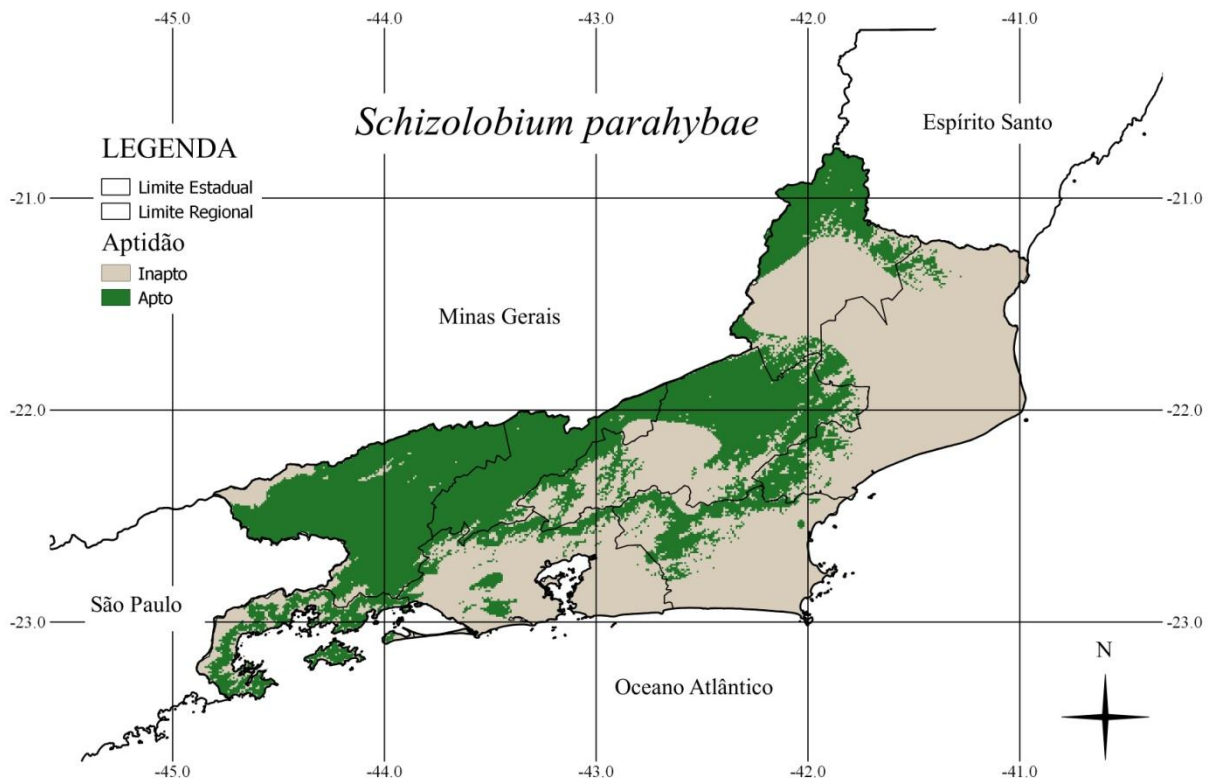 -45.0 -44.0 -43.0 -42.0 -41.0
Schizolobium parahybae
Espírito Santo
LEGENDA
Limite Estadual
Limite Regional
Aptidão
Inapto
Apto
-21.0 -21.0
Minas Gerais
-22.0 -22.0
São Paulo
-23.0 -23.0
Oceano Atlântico
N
-45.0 -44.0 -43.0 -42.0 -41.0